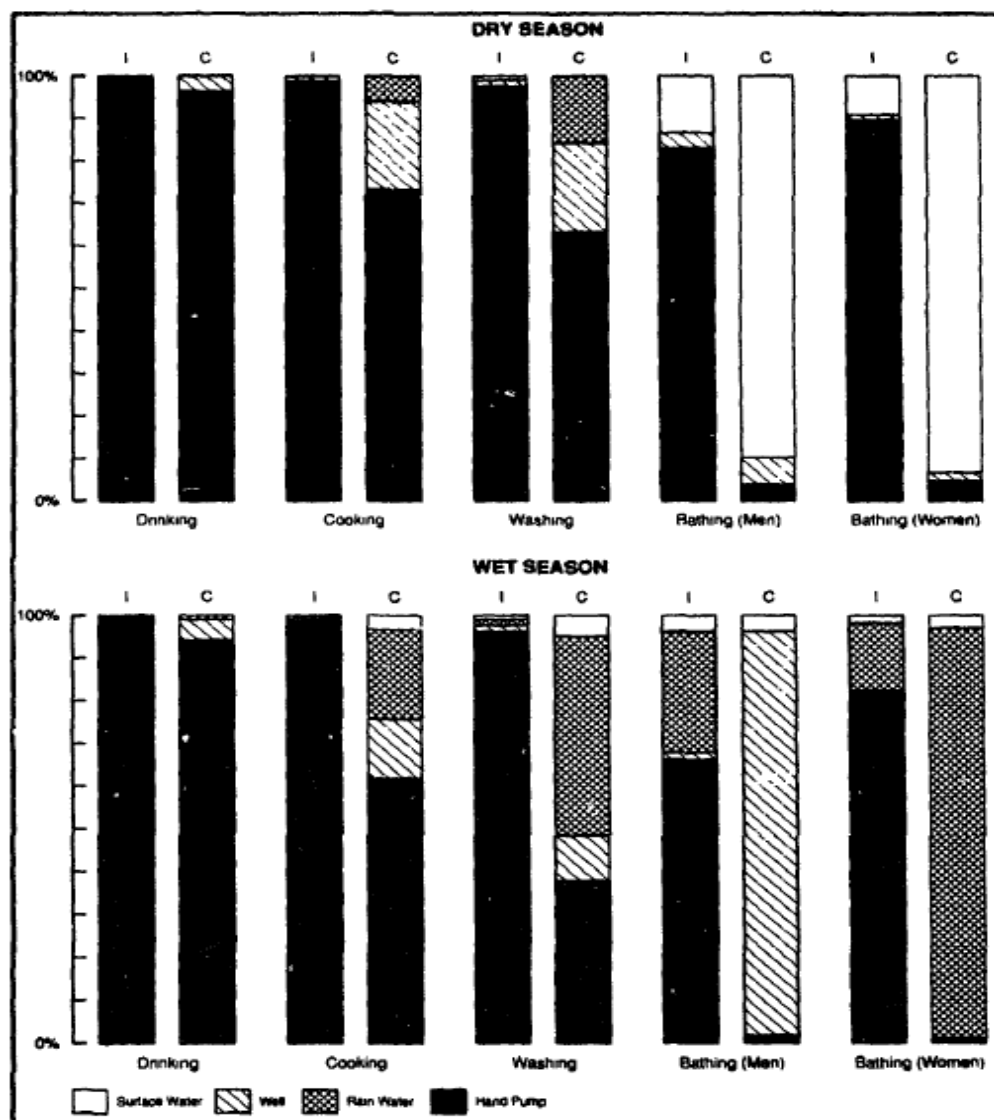 DRY SEASON
I C I C I C I C I C
100%
0%
Drinking Cooking Washing Bathing (Men) Bathing (Women)
WET SEASON
I C I C I C I C I C
100%
0%
Drinking Cooking Washing Bathing (Men) Bathing (Women)
Surface Water Well Rain Water Hand Pump